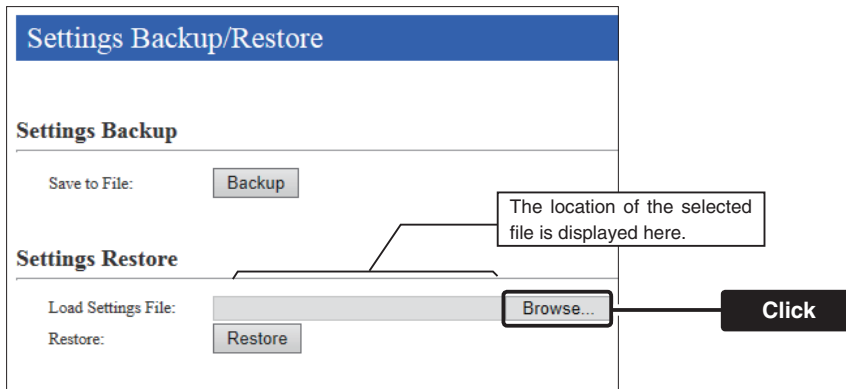 Settings Backup/Restore
Settings Backup
Save to File: Backup
The location of the selected
file is displayed here.
Settings Restore
Load Settings File: Browse...
Click
Restore: Restore